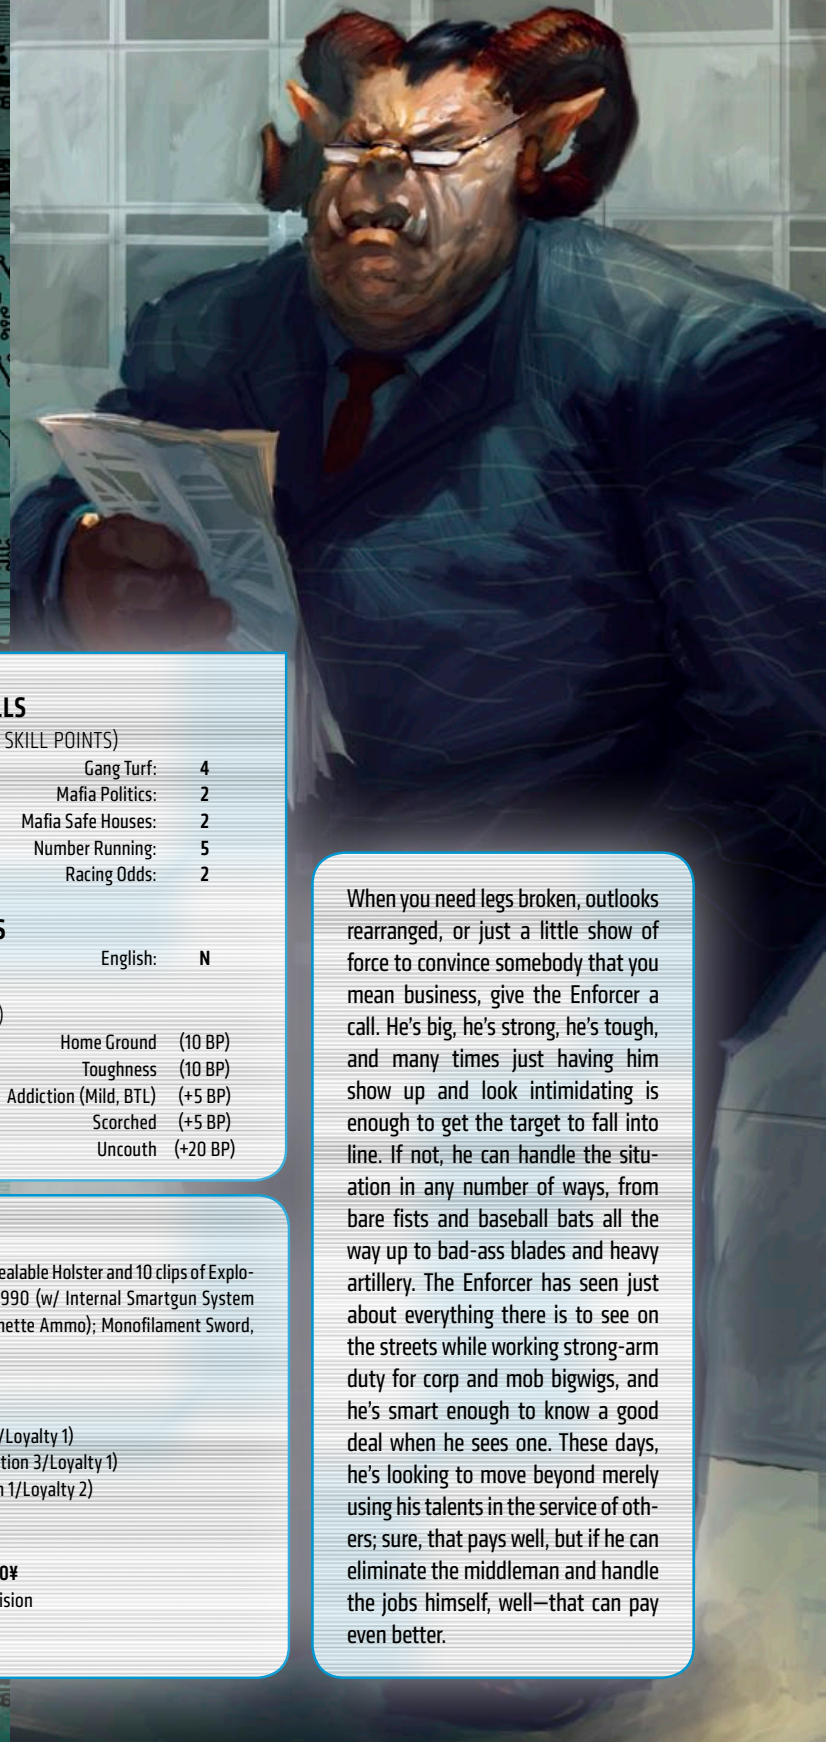 SKILL POINTS)
Gang Turf: 4
Mafia Politics: 2
Mafia Safe Houses: 2
Number Running: 5
Racing Odds: 2
English: N
)
Home Ground (10 BP)
Toughness (10 BP)
Addiction (Mild, BTL) (+5 BP)
Scorched (+5 BP)
Uncouth (+20 BP)
Holster and 10 clips of Explo-
990 (w/ Internal Smartgun System
Ammo); Monofilament Sword,
/Loyalty 1)
3/Loyalty 1)
1/Loyalty 2)
0¥
When you need legs broken, outlooks
rearranged, or just a little show of
force to convince somebody that you
mean business, give the Enforcer a
call. He's big, he's strong, he's tough,
and many times just having him
show up and look intimidating is
enough to get the target to fall into
line. If not, he can handle the situ-
ation in any number of ways, from
bare fists and baseball bats all the
way up to bad-ass blades and heavy
artillery. The Enforcer has seen just
about everything there is to see on
the streets while working strong-arm
duty for corp and mob bigwigs, and
he's smart enough to know a good
deal when he sees one. These days,
he's looking to move beyond merely
using his talents in the service of oth-
ers; sure, that pays well, but if he can
eliminate the middleman and handle
the jobs himself, well—that can pay
even better.